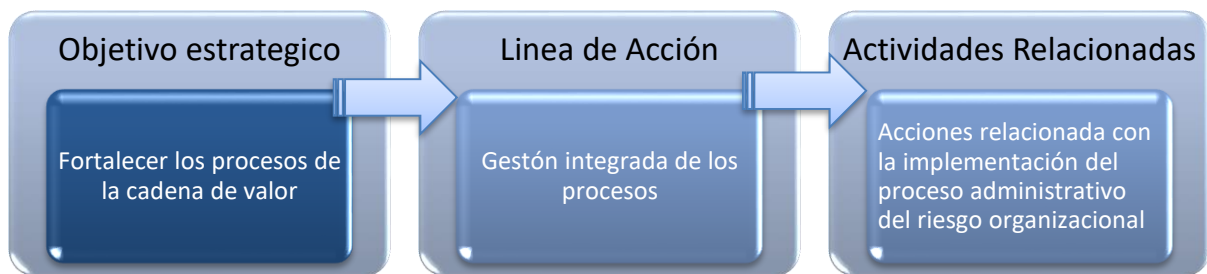 Objetivo estrategico
Fortalecer los procesos de
la cadena de valor
Linea de Acción
Gestón integrada de los
procesos
Actividades Relacionadas
Acciones relacionada con
la implementación del
proceso administrativo
del riesgo organizacional